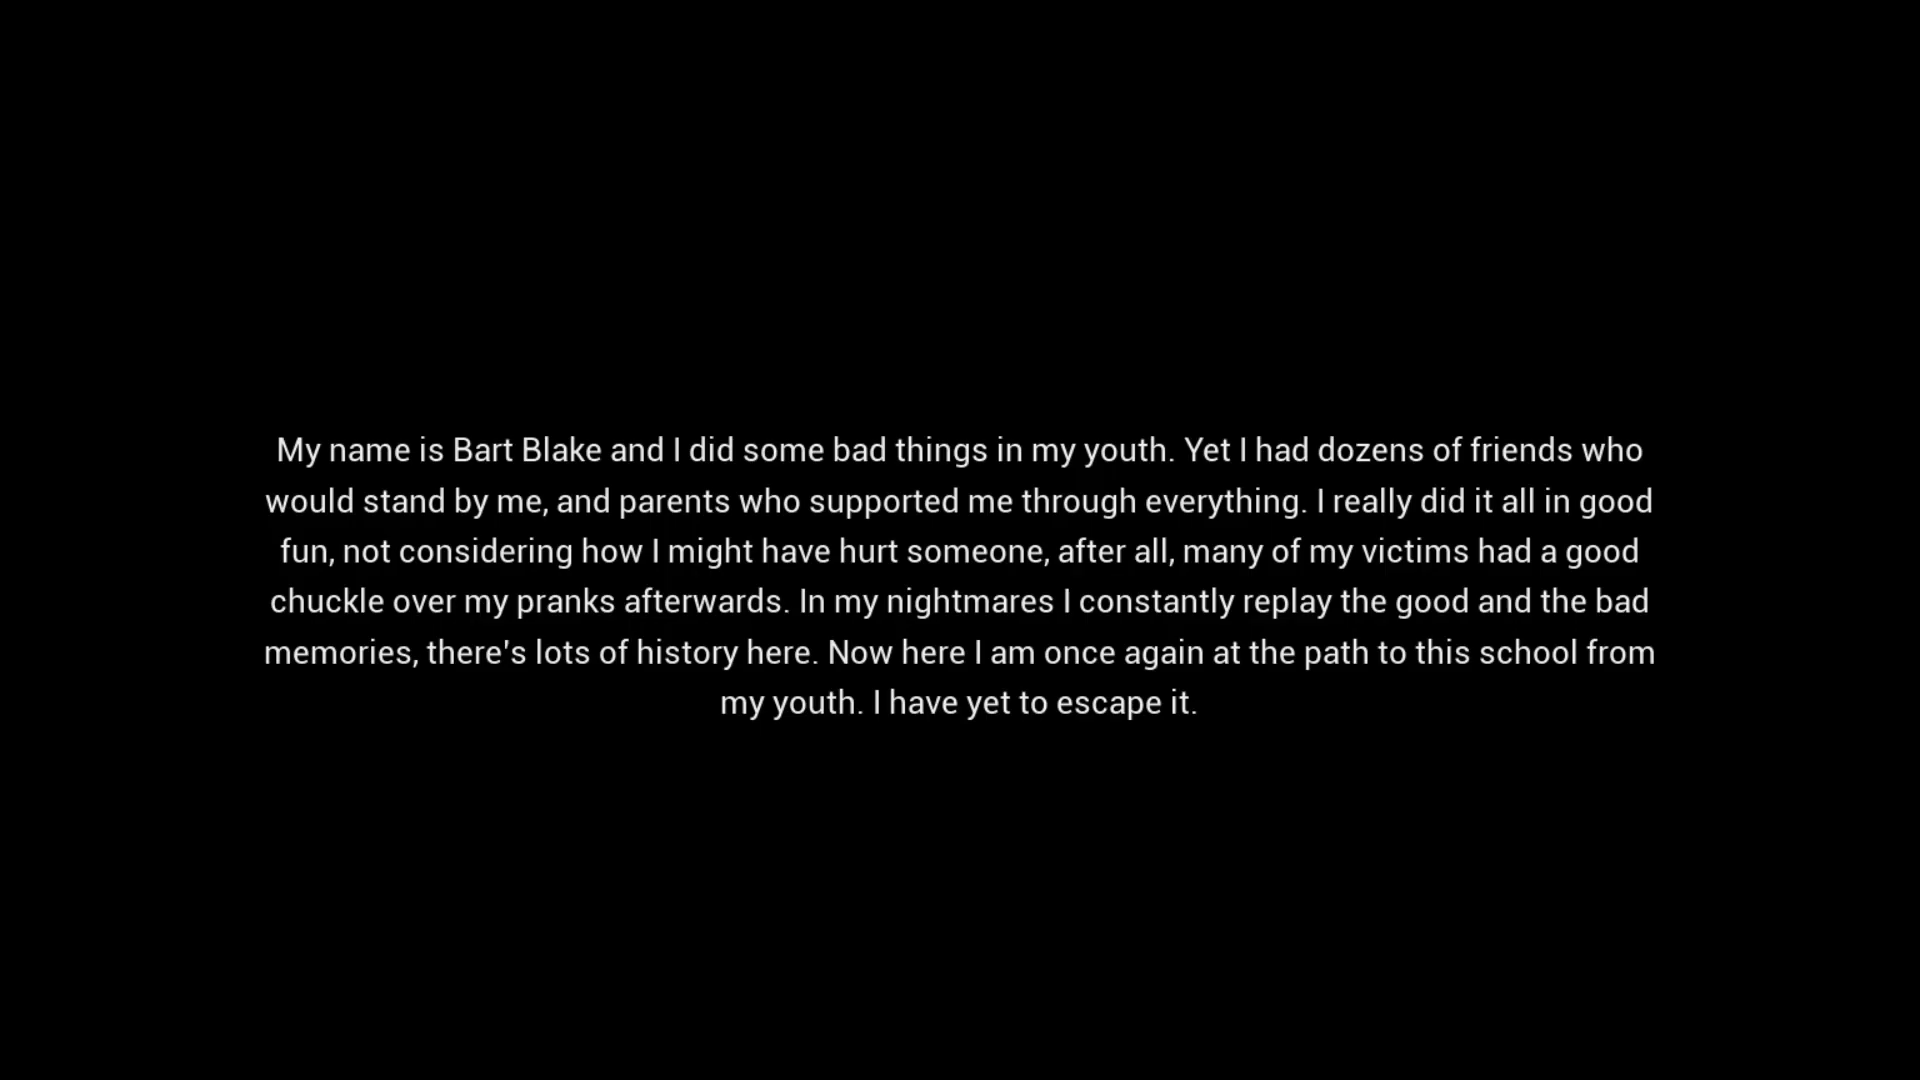 My name is Bart Blake and I did some bad things in my youth. Yet I had dozens of friends who
would stand by me, and parents who supported me through everything. I really did it all in good
fun, not considering how I might have hurt someone, after all, many of my victims had a good
chuckle over my pranks afterwards. In my nightmares I constantly replay the good and the bad
memories, there's lots of history here. Now here I am once again at the path to this school from
my youth. I have yet to escape it.